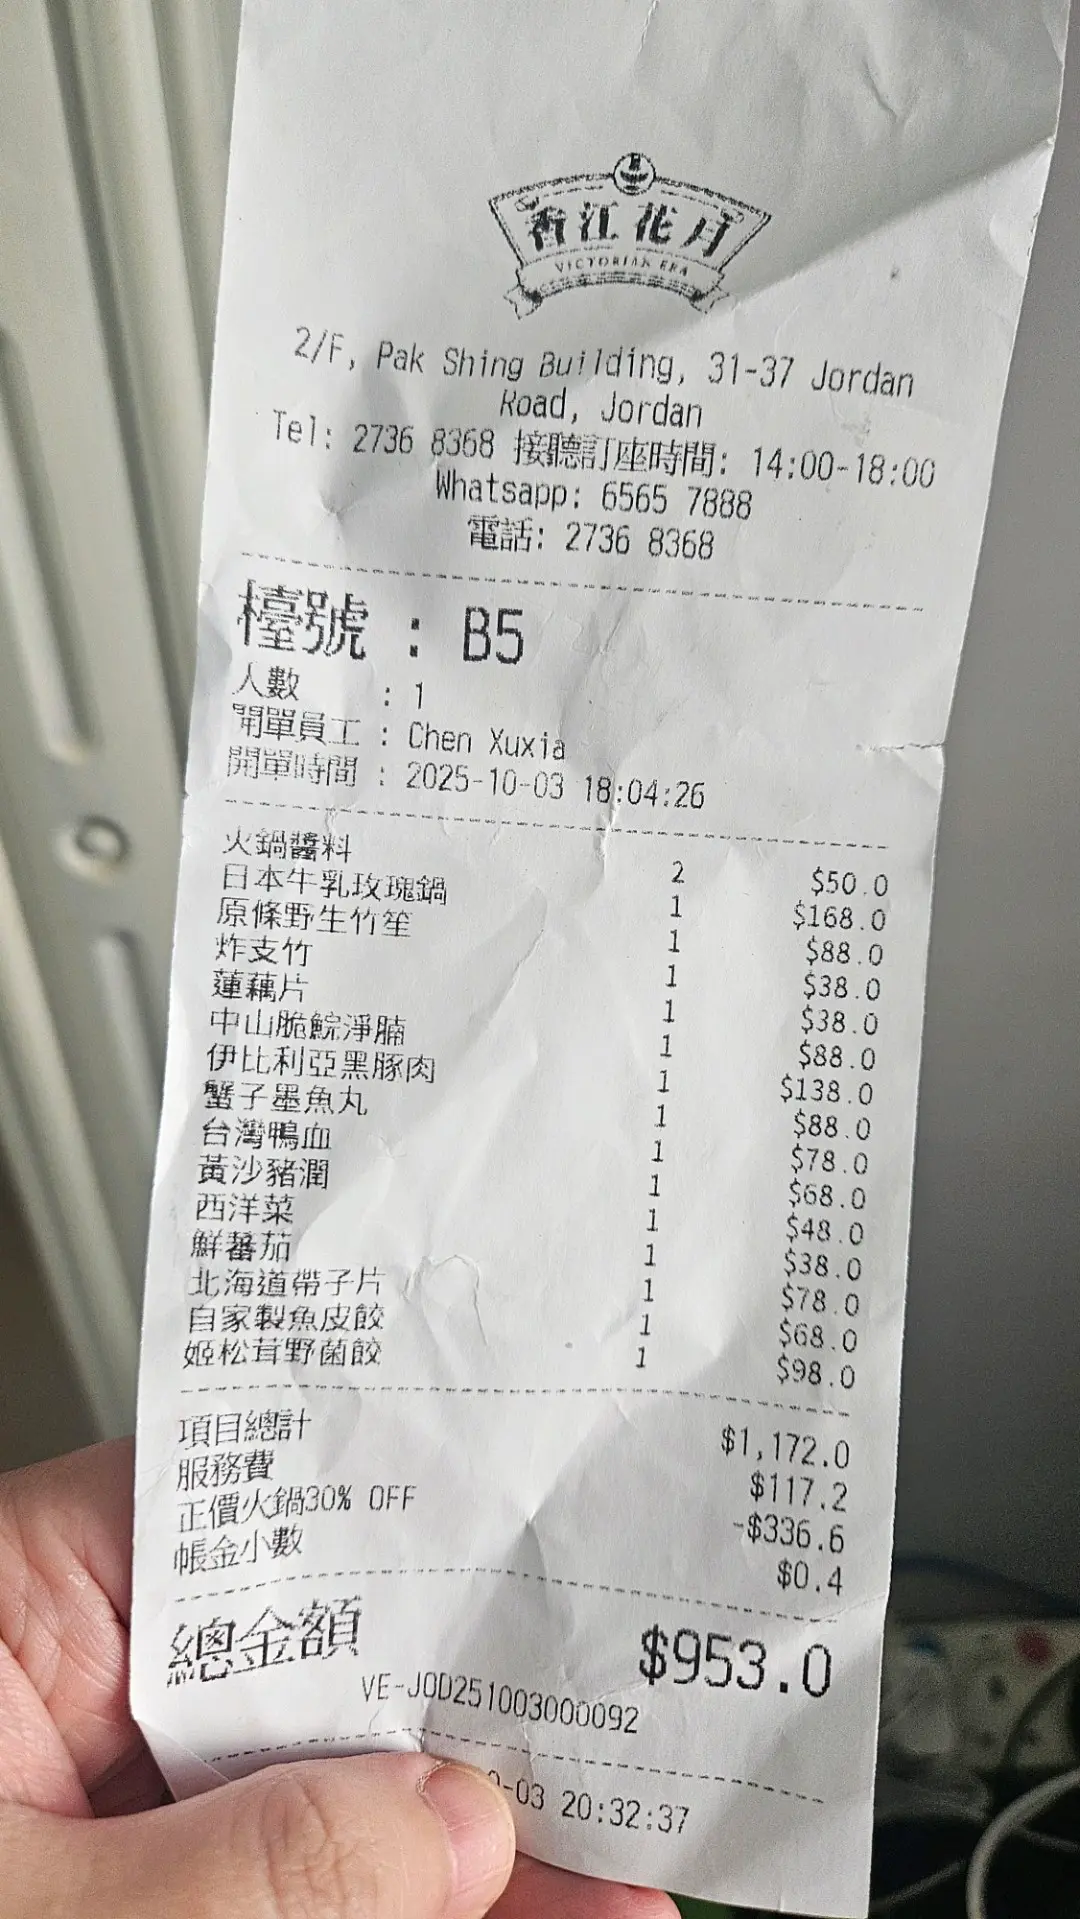 香江花月
VICTORIAN ERA
2/F, Pak Shing Building, 31-37 Jordan
Road, Jordan
Tel: 2736 8368 接聽訂座時間: 14:00-18:00
Whatsapp: 6565 7888
電話: 2736 8368
檯號 : B5
人數 : 1
開單員工 : Chen Xuxia
開單時間 : 2025-10-03 18:04:26
火鍋醬料 2 $50.0
日本牛乳玫瑰鍋 1 $168.0
原條野生竹笙 1 $88.0
炸支竹 1 $38.0
蓮藕片 1 $38.0
中山脆鯇淨腩 1 $88.0
伊比利亞黑豚肉 1 $138.0
蟹子墨魚丸 1 $88.0
台灣鴨血 1 $78.0
黃沙豬潤 1 $68.0
西洋菜 1 $48.0
鮮蕃茄 1 $38.0
北海道帶子片 1 $78.0
自家製魚皮餃 1 $68.0
姬松茸野菌餃 1 $98.0
項目總計 $1,172.0
服務費 $117.2
正價火鍋30% OFF -$336.6
帳金小數 $0.4
總金額 $953.0
VE-JOD251003000092
0-03 20:32:37